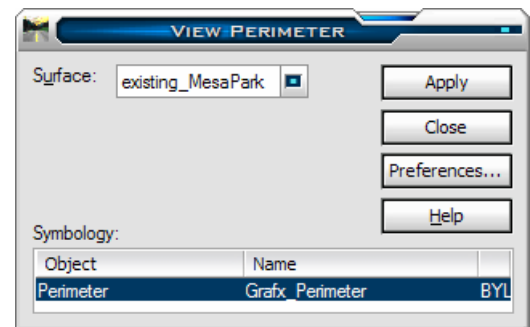 VIEW PERIMETER
Surface: existing_MesaPark
Apply
Close
Preferences...
Help
Symbology:
Object Name
Perimeter Grafx_Perimeter BYL